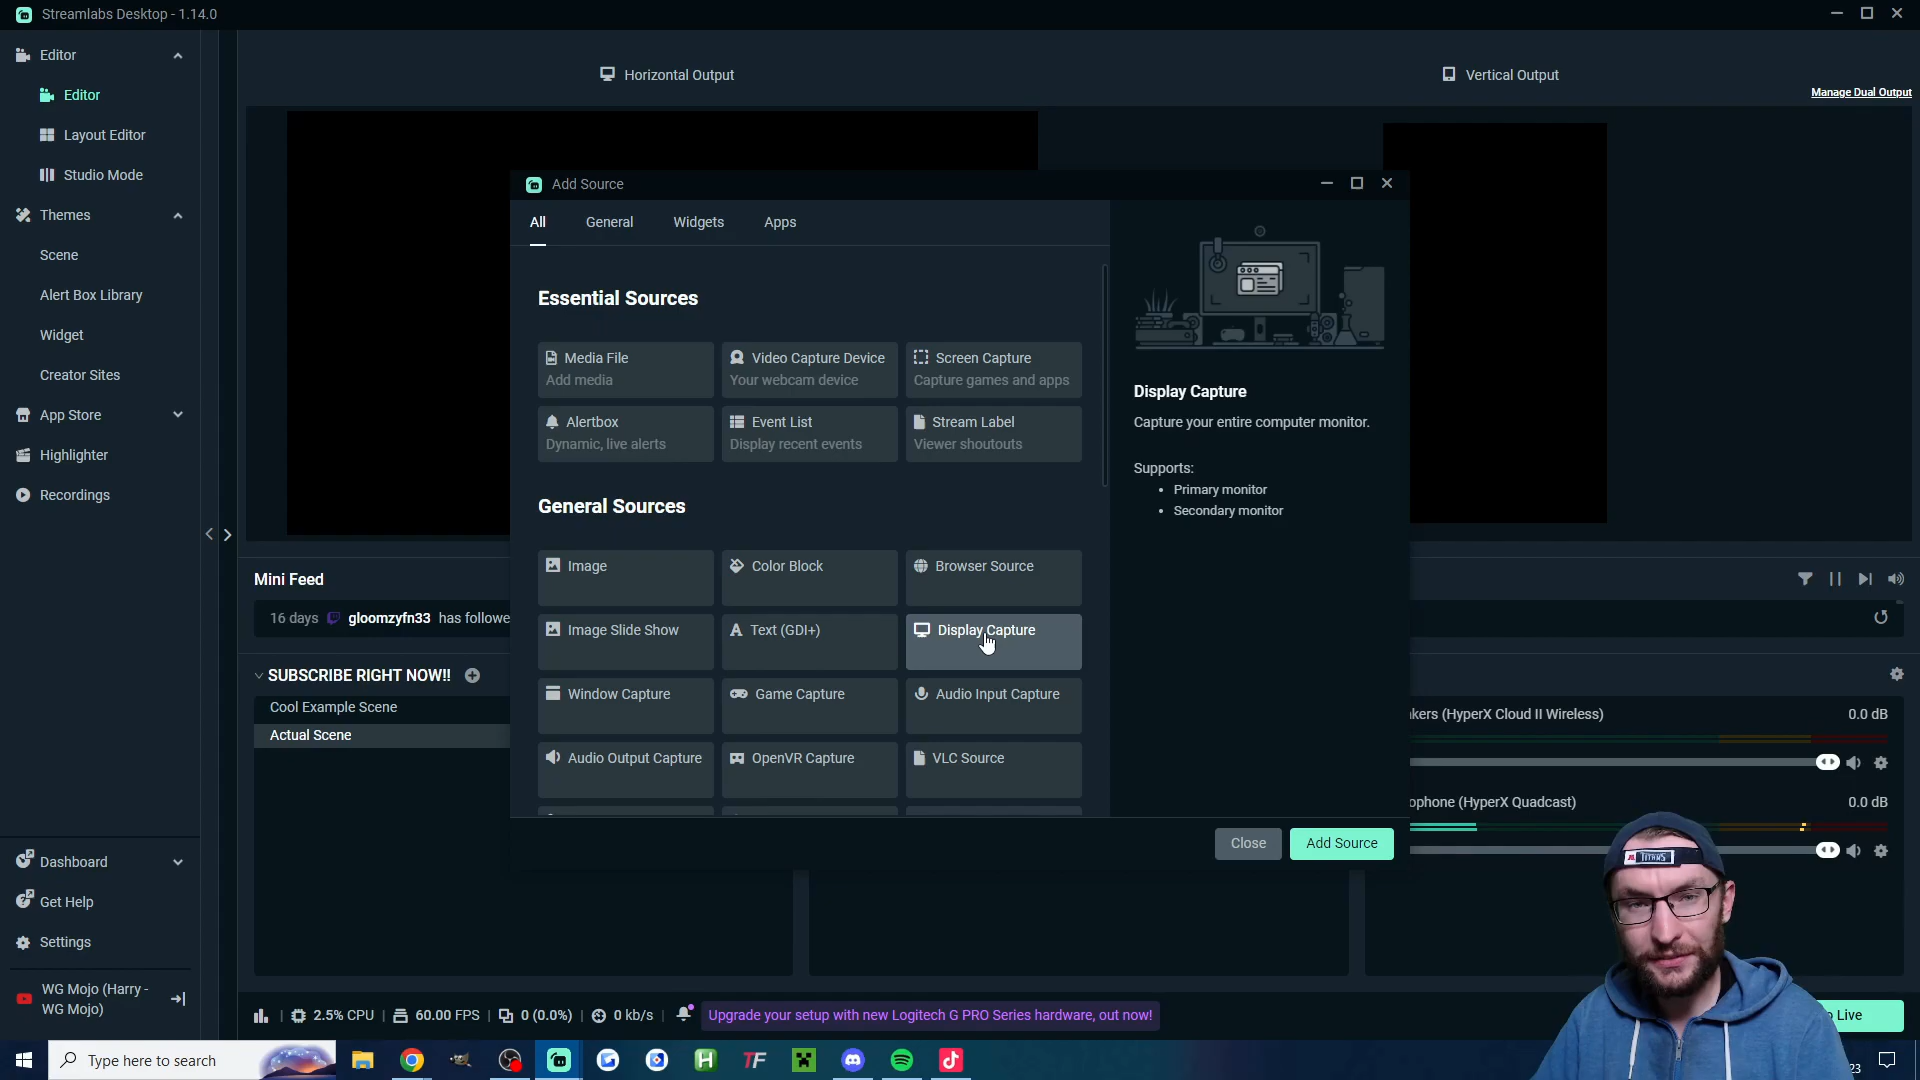 Streamlabs Desktop - 1.14.0
Editor
Editor
Layout Editor
Studio Mode
Themes
Scene
Alert Box Library
Widget
Creator Sites
App Store
Highlighter
Recordings
Dashboard
Get Help
Settings
WG Mojo (Harry -
WG Mojo)
Horizontal Output
Vertical Output
Manage Dual Output
Add Source
All
General
Widgets
Apps
Essential Sources
Media File
Add media
Video Capture Device
Your webcam device
Screen Capture
Capture games and apps
Alertbox
Dynamic, live alerts
Event List
Display recent events
Stream Label
Viewer shoutouts
General Sources
Image
Color Block
Browser Source
Image Slide Show
Text (GDI+)
Display Capture
Window Capture
Game Capture
Audio Input Capture
Audio Output Capture
OpenVR Capture
VLC Source
Display Capture
Capture your entire computer monitor.
Supports:
• Primary monitor
• Secondary monitor
Close
Add Source
Mini Feed
16 days gloomzyfn33 has followe
SUBSCRIBE RIGHT NOW!!
Cool Example Scene
Actual Scene
kers (HyperX Cloud II Wireless)
0.0 dB
ophone (HyperX Quadcast)
0.0 dB
TITANS
2.5% CPU
60.00 FPS
0 (0.0%)
0 kb/s
Upgrade your setup with new Logitech G PRO Series hardware, out now!
Live
Type here to search
H
TF
23